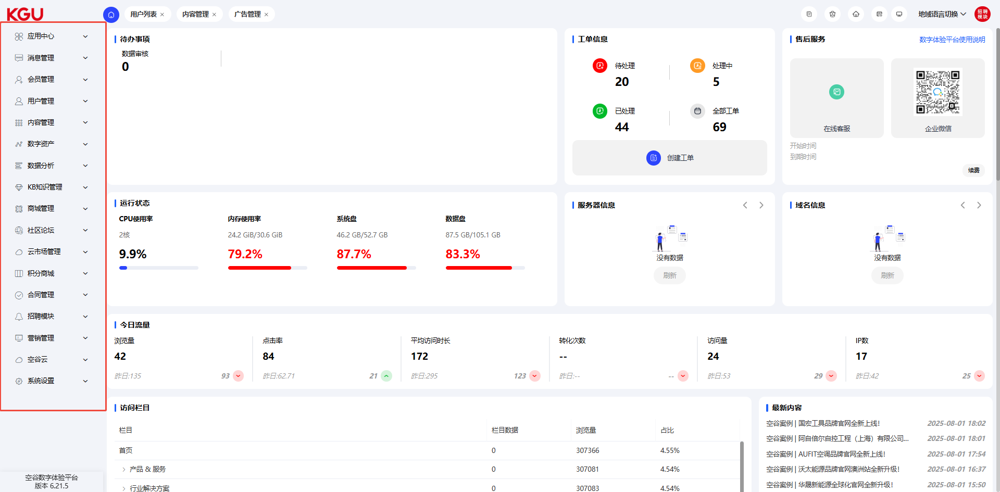 KGU
用户列表 ×
内容管理 ×
广告管理 ×
地域语言切换
招聘
模块
应用中心
消息管理
会员管理
用户管理
内容管理
数字资产
数据分析
KB知识管理
商城管理
社区论坛
云市场管理
积分商城
合同管理
招聘模块
营销管理
空谷云
系统设置
空谷数字体验平台
版本 6.21.5
待办事项
数据审核
0
工单信息
待处理
20
处理中
5
已处理
44
全部工单
69
创建工单
售后服务
数字体验平台使用说明
在线客服
企业微信
开始时间
到期时间
续费
运行状态
CPU使用率
2核
9.9%
内存使用率
24.2 GiB/30.6 GiB
79.2%
系统盘
46.2 GB/52.7 GB
87.7%
数据盘
87.5 GB/105.1 GB
83.3%
服务器信息
没有数据
刷新
域名信息
没有数据
刷新
今日流量
浏览量
42
昨日:135 93
点击率
84
昨日:62.71 21
平均访问时长
172
昨日:295 123
转化次数
--
昨日:-- --
访问量
24
昨日:53 29
IP数
17
昨日:42 25
访问栏目
栏目 栏目数据 浏览量 占比
首页 0 307366 4.55%
产品 & 服务 0 307081 4.54%
行业解决方案 0 307083 4.54%
最新内容
空谷案例 | 国宏工具品牌官网全新上线! 2025-08-01 18:02
空谷案例 | 阿自倍尔自控工程（上海）有限公司... 2025-08-01 18:01
空谷案例 | AUFIT空调品牌官网全新上线! 2025-08-01 17:54
空谷案例 | 沃太能源品牌官网澳洲站全新升级! 2025-08-01 16:37
空谷案例 | 华晟新能源全球化官网全新升级! 2025-08-01 15:50